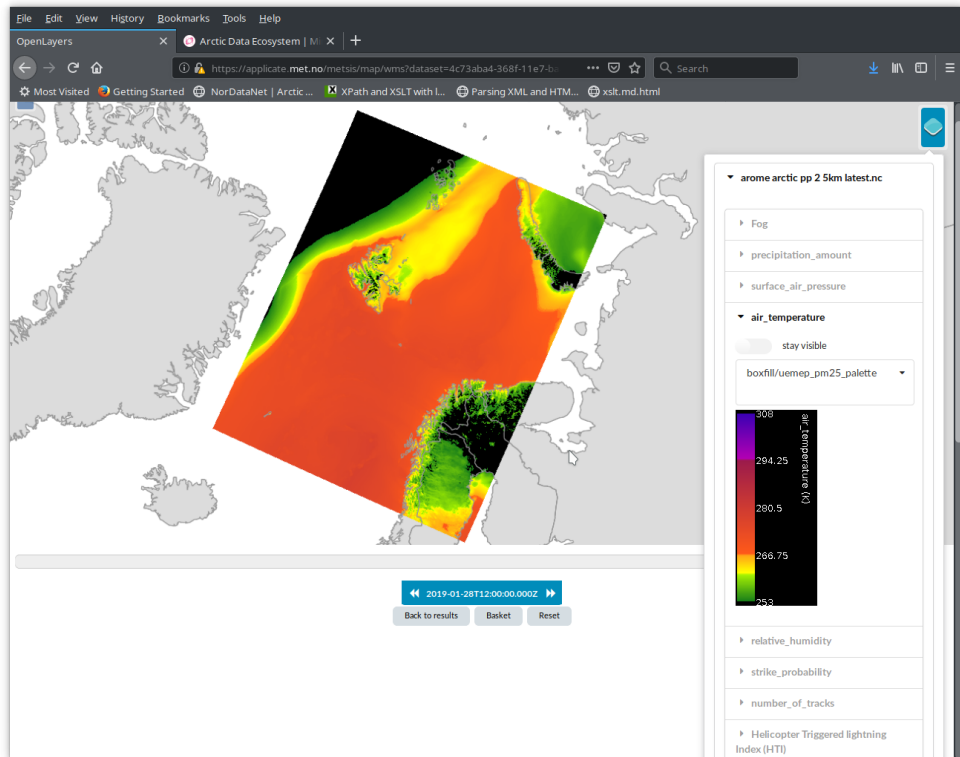 File Edit View History Bookmarks Tools Help
OpenLayers
Arctic Data Ecosystem | M
https://applicate.met.no/metsis/map/wms?dataset=4c73aba4-368f-11e7-b
Search
Most Visited Getting Started NorDataNet | Arctic ... XPath and XSLT with l... Parsing XML and HTM... xslt.md.html
arome arctic pp 2 5km latest.nc
Fog
precipitation_amount
surface_air_pressure
air_temperature
stay visible
boxfill/uemep_pm25_palette
308
294.25
280.5
266.75
253
air_temperature (K)
2019-01-28T12:00:00.000Z
Back to results Basket Reset
relative_humidity
strike_probability
number_of_tracks
Helicopter Triggered lightning
Index (HTI)